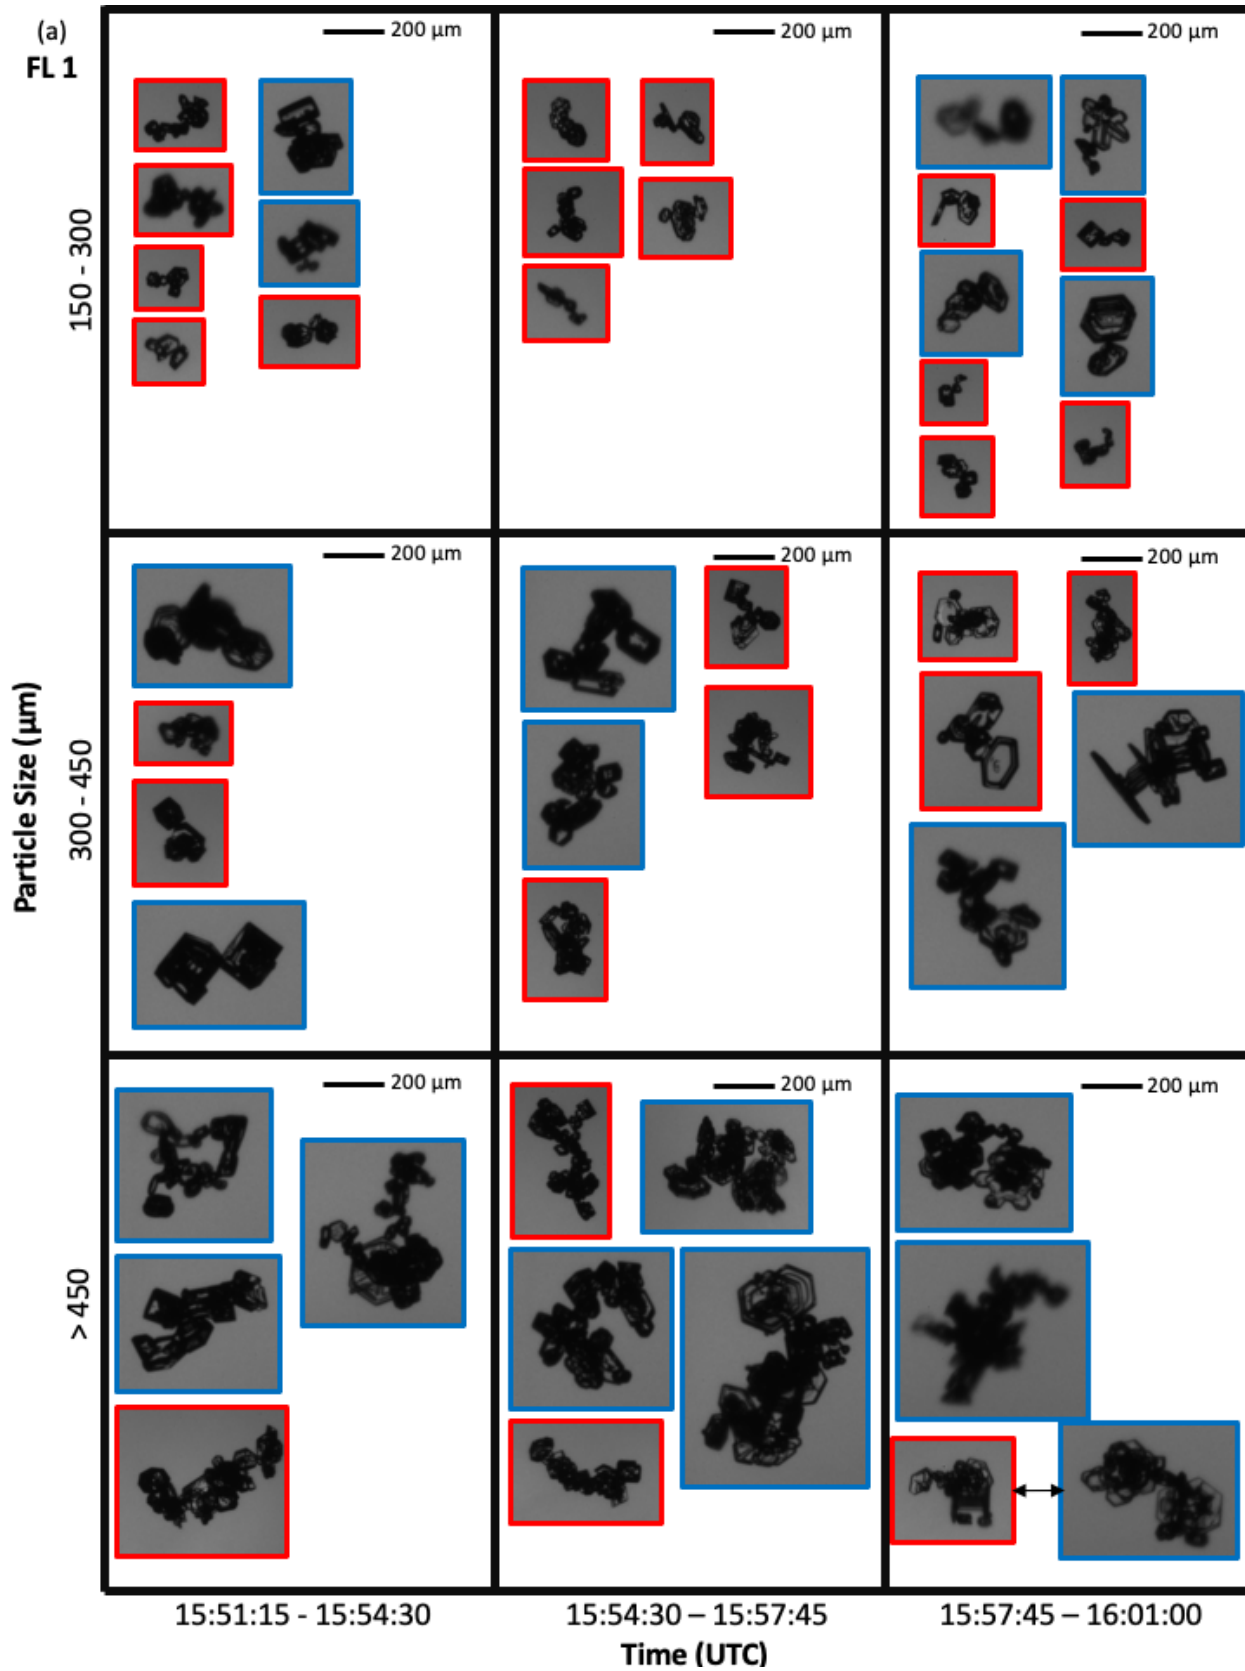 (a)
FL 1
200 µm
200 µm
200 µm
150 - 300
200 µm
200 µm
200 µm
300 - 450
Particle Size (µm)
200 µm
200 µm
200 µm
> 450
15:51:15 - 15:54:30
15:54:30 – 15:57:45
15:57:45 – 16:01:00
Time (UTC)